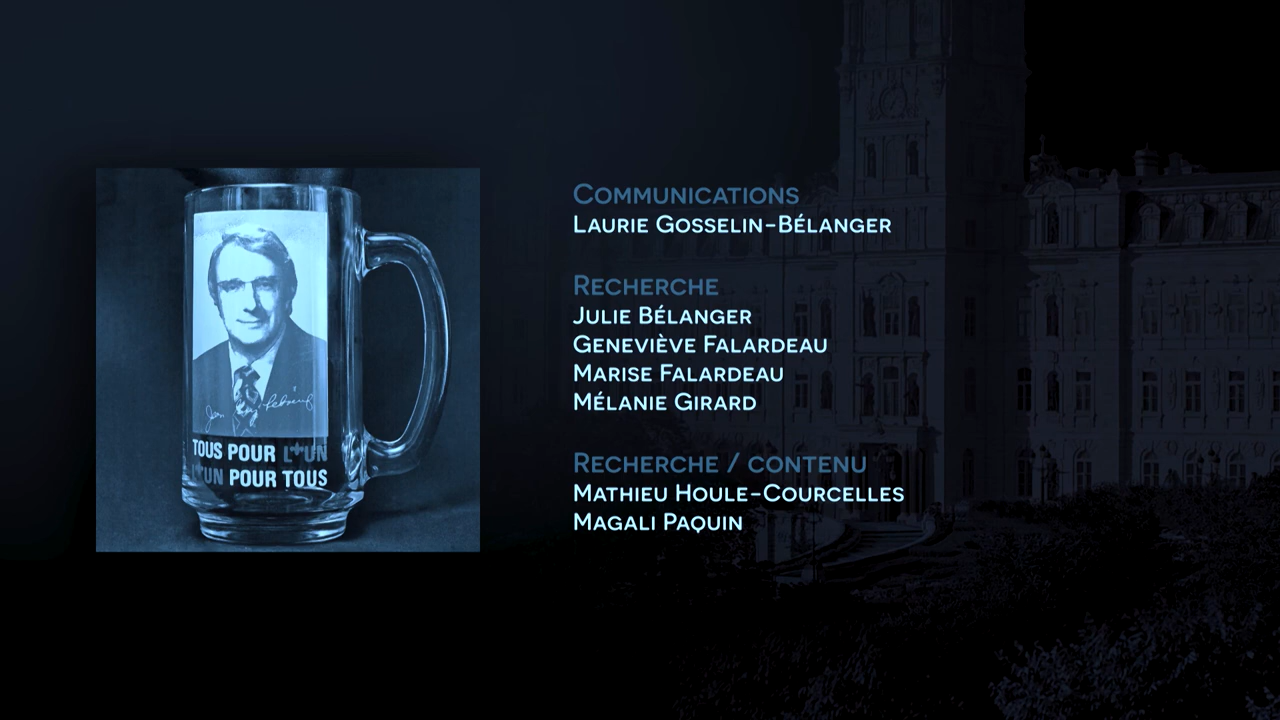 TOUS POUR L'UN
L'UN POUR TOUS
Communications
Laurie Gosselin-Bélanger
Recherche
Julie Bélanger
Geneviève Falardeau
Marise Falardeau
Mélanie Girard
Recherche / contenu
Mathieu Houle-Courcelles
Magali Paquin